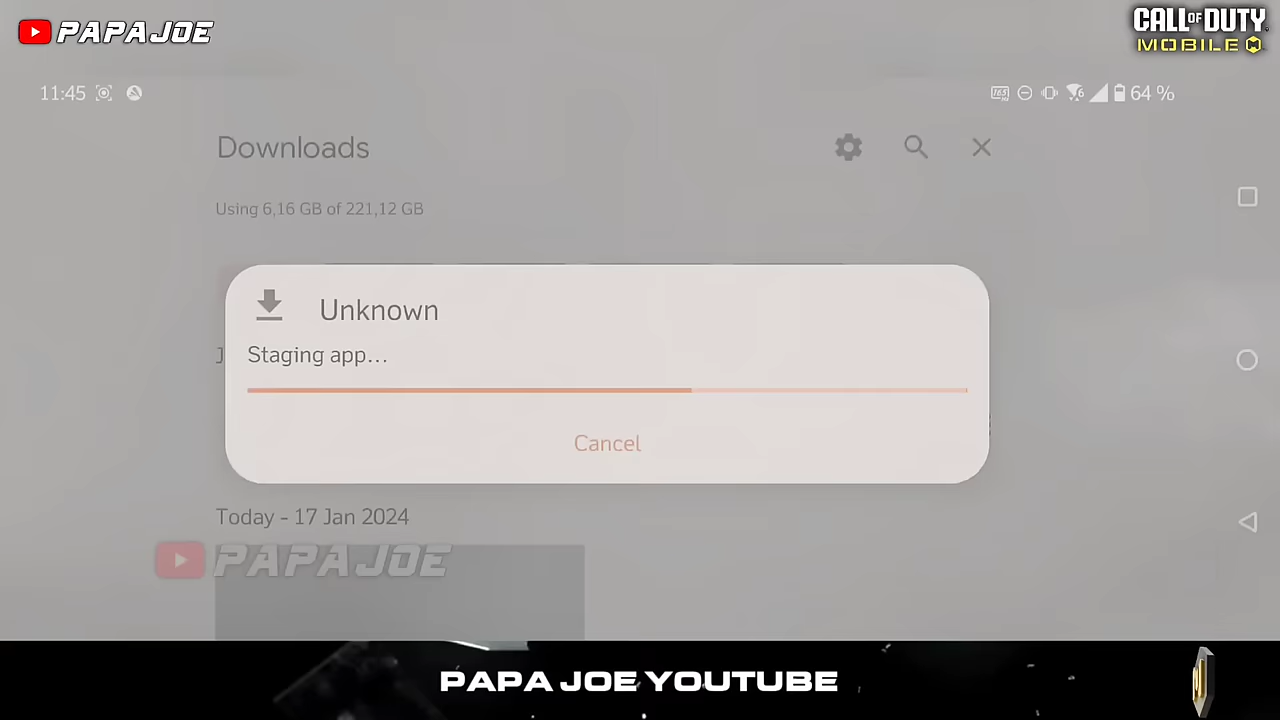 PAPAJOE
CALL OF DUTY
MOBILE
11:45
64 %
Downloads
Using 6,16 GB of 221,12 GB
Unknown
J
Staging app...
Cancel
Today - 17 Jan 2024
PAPAJOE
PAPA JOE YOUTUBE